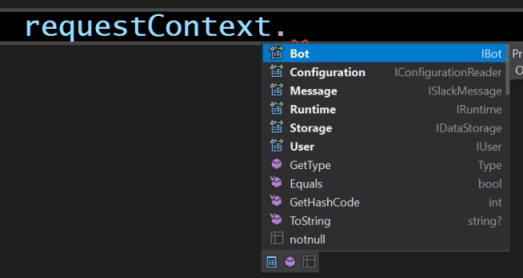 requestContext.
Bot IBot Pr
Configuration IConfigurationReader O
Message ISlackMessage
Runtime IRuntime
Storage IDataStorage
User IUser
GetType Type
Equals bool
GetHashCode int
ToString string?
notnull